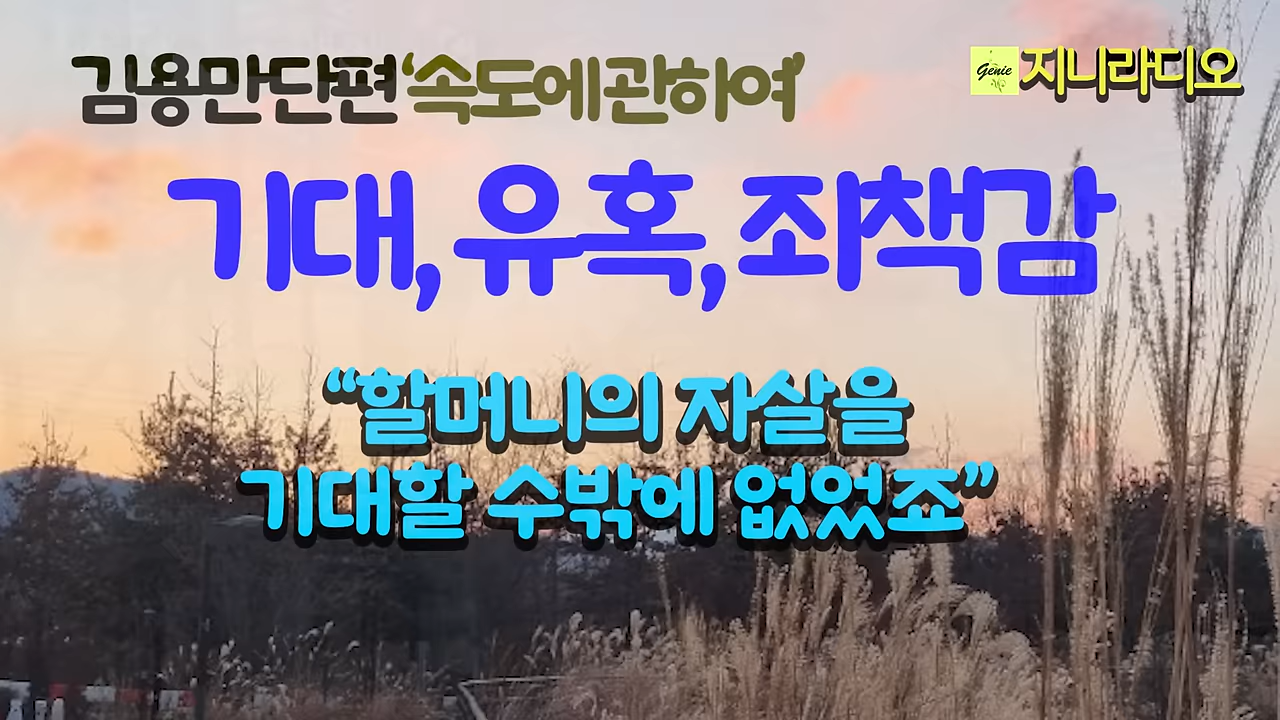 김용만단편 ‘속도에관하여’
Genie
지니라디오
기대, 유혹, 죄책감
“할머니의 자살을
기대할 수밖에 없었죠”